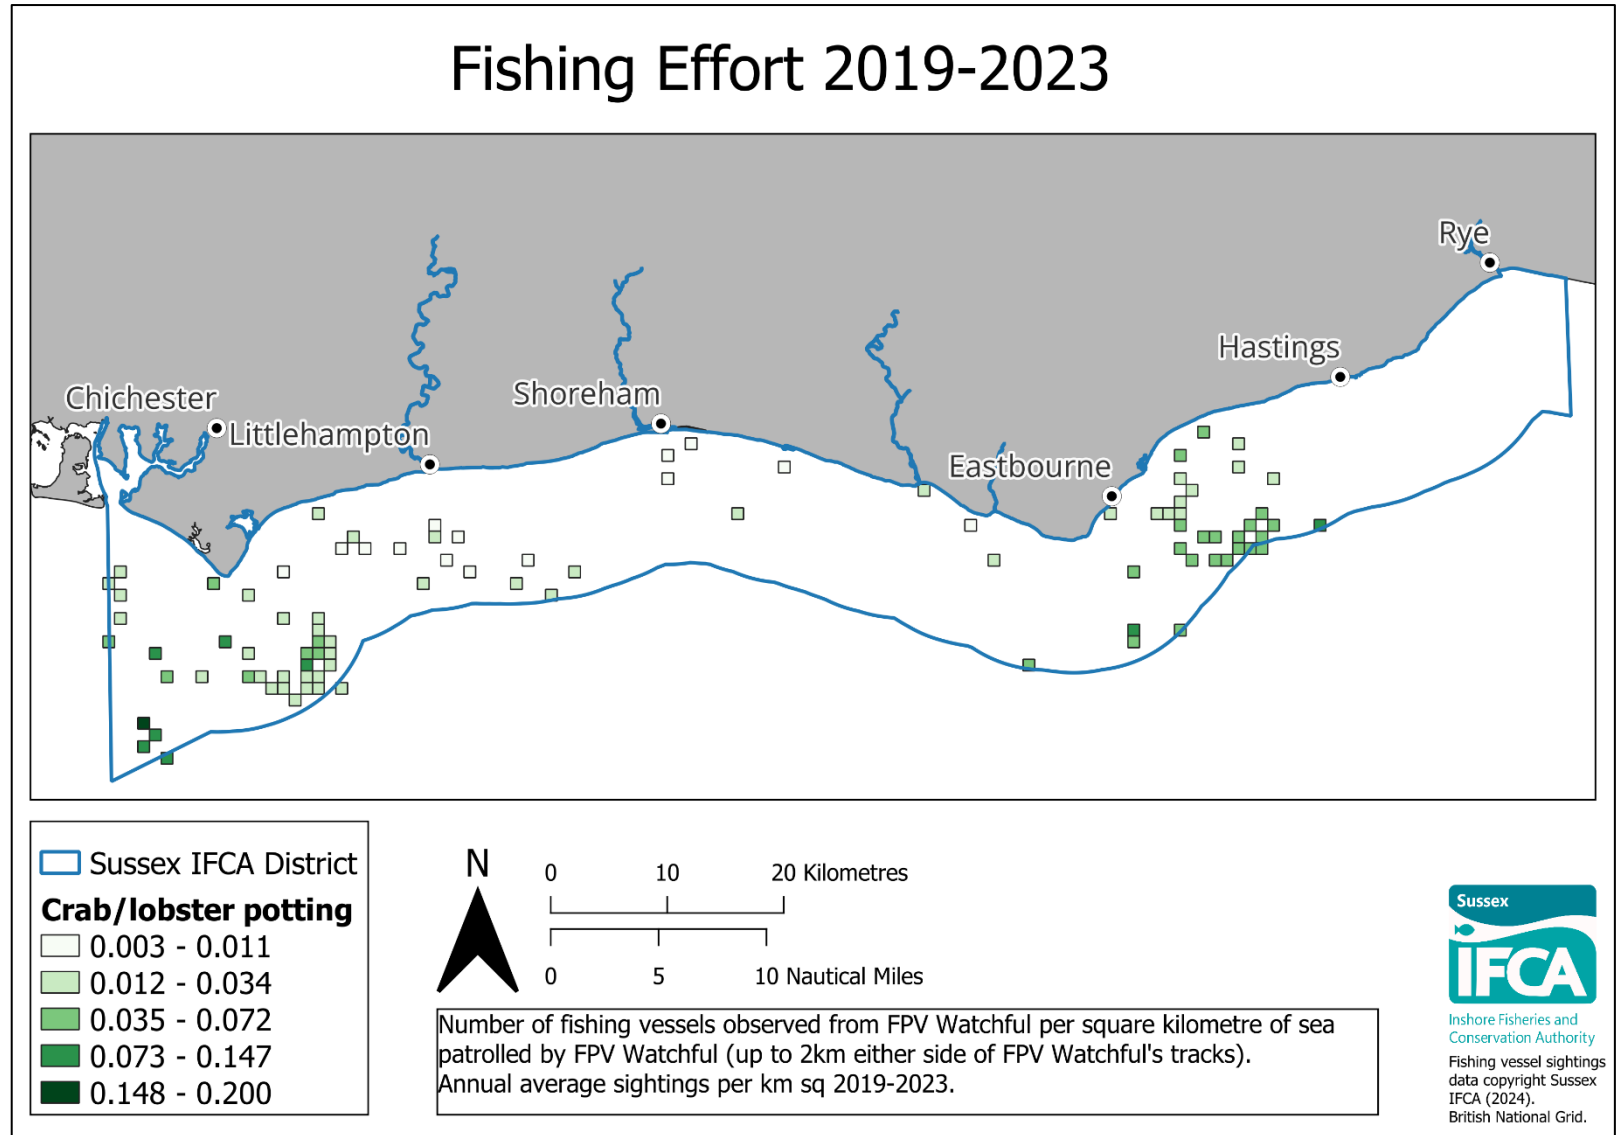 Fishing Effort 2019-2023
Rye
Hastings
Chichester
Shoreham
Littlehampton
Eastbourne
Sussex IFCA District
Crab/lobster potting
0.003 - 0.011
0.012 - 0.034
0.035 - 0.072
0.073 - 0.147
0.148 - 0.200
N
0 10 20 Kilometres
0 5 10 Nautical Miles
Number of fishing vessels observed from FPV Watchful per square kilometre of sea
patrolled by FPV Watchful (up to 2km either side of FPV Watchful's tracks).
Annual average sightings per km sq 2019-2023.
Sussex
IFCA
Inshore Fisheries and
Conservation Authority
Fishing vessel sightings
data copyright Sussex
IFCA (2024).
British National Grid.